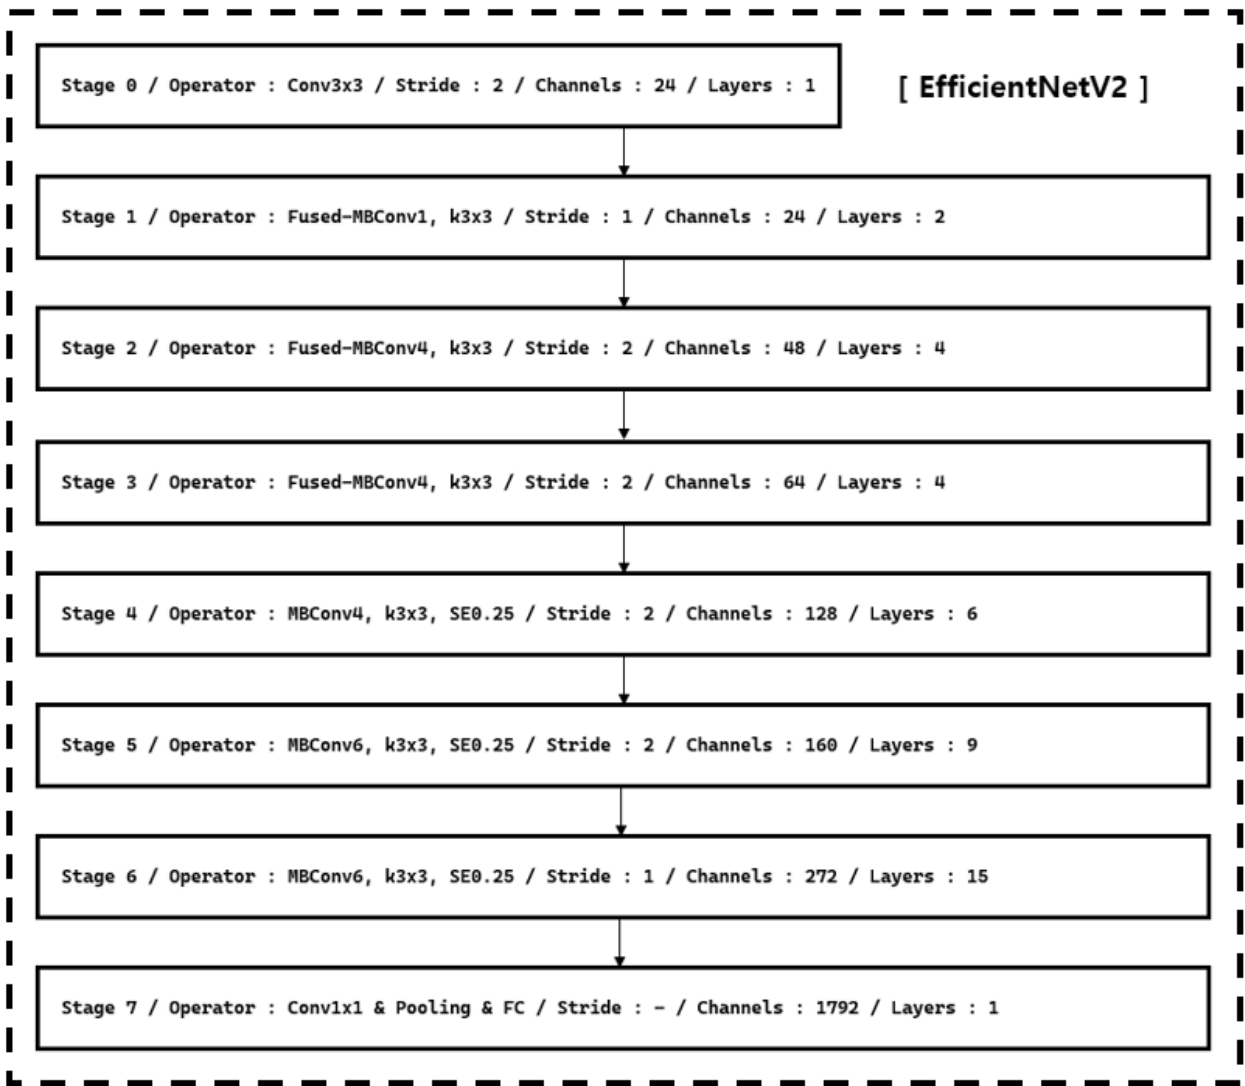 Stage 0 / Operator : Conv3x3 / Stride : 2 / Channels : 24 / Layers : 1
[ EfficientNetV2 ]
Stage 1 / Operator : Fused-MBConv1, k3x3 / Stride : 1 / Channels : 24 / Layers : 2
Stage 2 / Operator : Fused-MBConv4, k3x3 / Stride : 2 / Channels : 48 / Layers : 4
Stage 3 / Operator : Fused-MBConv4, k3x3 / Stride : 2 / Channels : 64 / Layers : 4
Stage 4 / Operator : MBConv4, k3x3, SE0.25 / Stride : 2 / Channels : 128 / Layers : 6
Stage 5 / Operator : MBConv6, k3x3, SE0.25 / Stride : 2 / Channels : 160 / Layers : 9
Stage 6 / Operator : MBConv6, k3x3, SE0.25 / Stride : 1 / Channels : 272 / Layers : 15
Stage 7 / Operator : Conv1x1 & Pooling & FC / Stride : - / Channels : 1792 / Layers : 1